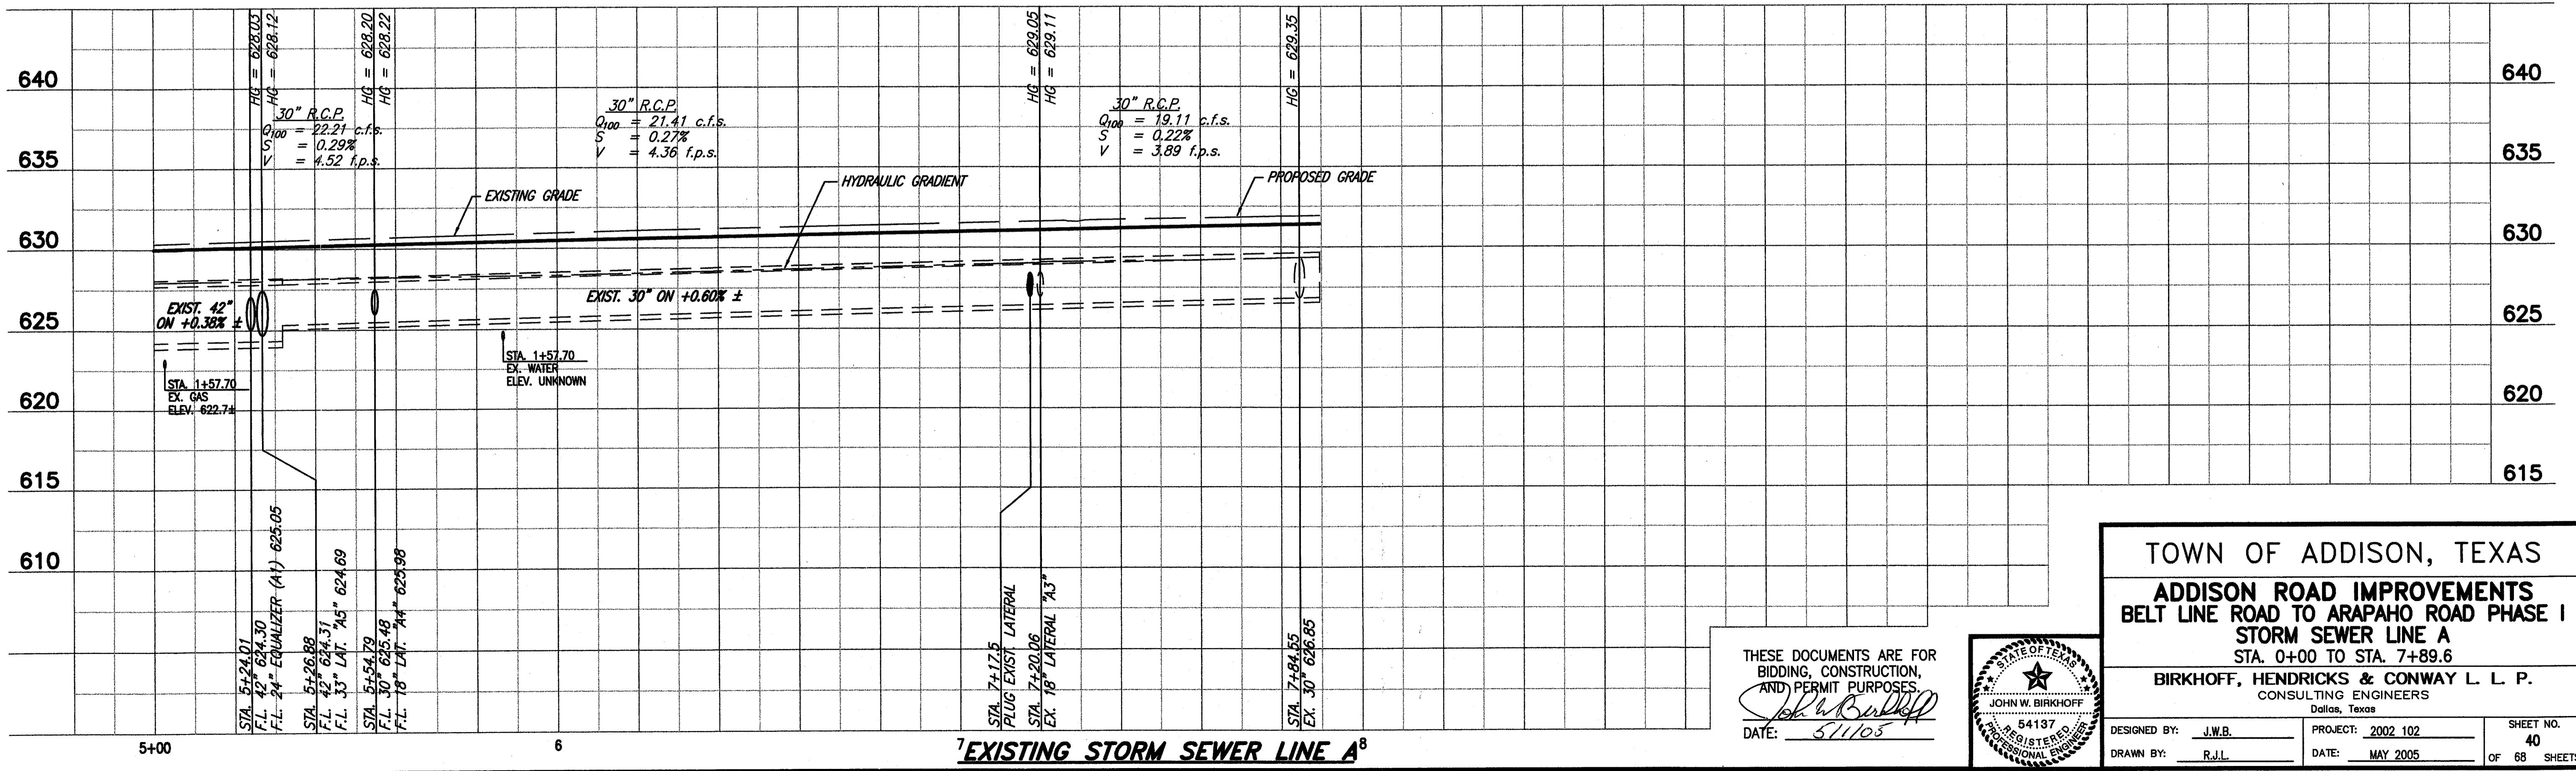 HG = 628.03
HG = 628.12
HG = 628.20
HG = 628.22
HG = 629.05
HG = 629.11
HG = 629.35
640
640
30" R.C.P.
Q100 = 22.21 c.f.s.
S = 0.29%
V = 4.52 f.p.s.
30" R.C.P.
Q100 = 21.41 c.f.s.
S = 0.27%
V = 4.36 f.p.s.
30" R.C.P.
Q100 = 19.11 c.f.s.
S = 0.22%
V = 3.89 f.p.s.
635
635
EXISTING GRADE
HYDRAULIC GRADIENT
PROPOSED GRADE
630
630
EXIST. 42"
ON +0.38% ±
EXIST. 30" ON +0.60% ±
625
625
STA. 1+57.70
EX. GAS
ELEV. 622.7±
STA. 1+57.70
EX. WATER
ELEV. UNKNOWN
620
620
615
615
610
STA. 5+24.01
F.L. 42" 624.30
F.L. 24" EQUALIZER (A1) 625.05
STA. 5+26.88
F.L. 42" 624.31
F.L. 33" LAT. "A5" 624.69
STA. 5+54.79
F.L. 30" 625.48
F.L. 18" LAT. "A4" 625.98
STA. 7+17.5
PLUG EXIST. LATERAL
STA. 7+20.06
EX. 18" LATERAL "A3"
STA. 7+84.55
EX. 30" 626.85
5+00
6
7
8
EXISTING STORM SEWER LINE A
THESE DOCUMENTS ARE FOR
BIDDING, CONSTRUCTION,
AND PERMIT PURPOSES.
John W Birkhoff
DATE: 5/1/05
STATE OF TEXAS
JOHN W. BIRKHOFF
54137
REGISTERED
PROFESSIONAL ENGINEER
TOWN OF ADDISON, TEXAS
ADDISON ROAD IMPROVEMENTS
BELT LINE ROAD TO ARAPAHO ROAD PHASE I
STORM SEWER LINE A
STA. 0+00 TO STA. 7+89.6
BIRKHOFF, HENDRICKS & CONWAY L. L. P.
CONSULTING ENGINEERS
Dallas, Texas
DESIGNED BY: J.W.B.
PROJECT: 2002 102
SHEET NO.
40
DRAWN BY: R.J.L.
DATE: MAY 2005
OF 68 SHEETS